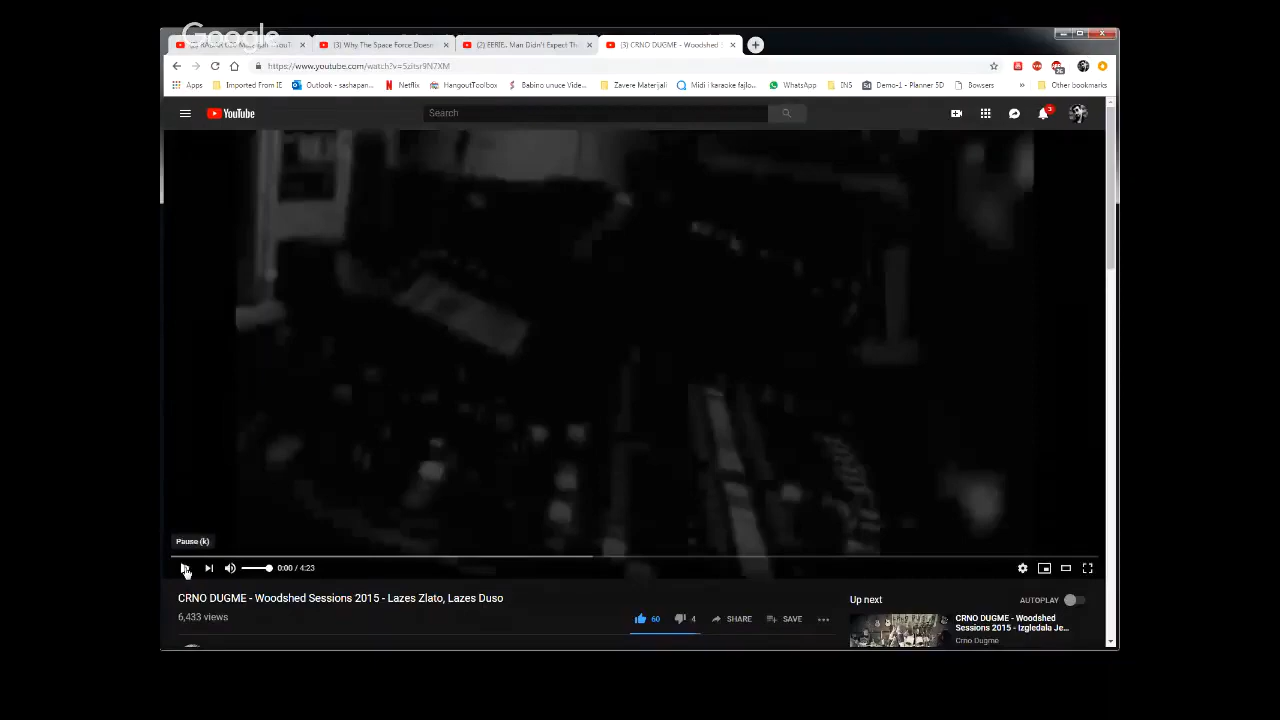 Google
(3) Why The Space Force Doesn
(2) EERIE, Man Didn't Expect Th
(3) CRNO DUGME - Woodshed S
https://www.youtube.com/watch?v=5zitsr9N7XM
Apps
Imported From IE
Outlook - sashapan...
Netflix
HangoutToolbox
Babino unuce Vide...
Zavere Materijali
Midi i karaoke fajlo...
WhatsApp
INS
Demo-1 - Planner 5D
Bowsers
»
Other bookmarks
YouTube
Search
3
Pause (k)
0:00 / 4:23
CRNO DUGME - Woodshed Sessions 2015 - Lazes Zlato, Lazes Duso
6,433 views
60
4
SHARE
SAVE
Up next
AUTOPLAY
CRNO DUGME - Woodshed
Sessions 2015 - Izgledala Je...
Crno Dugme